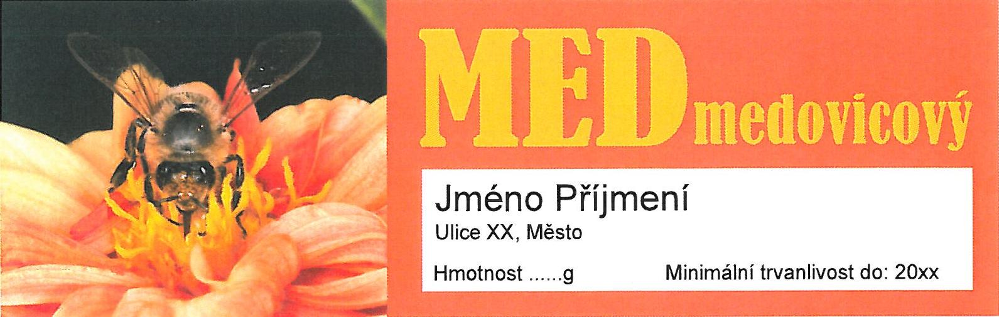 MED medovicový
Jméno Příjmení
Ulice XX, Město
Hmotnost ......g Minimální trvanlivost do: 20xx